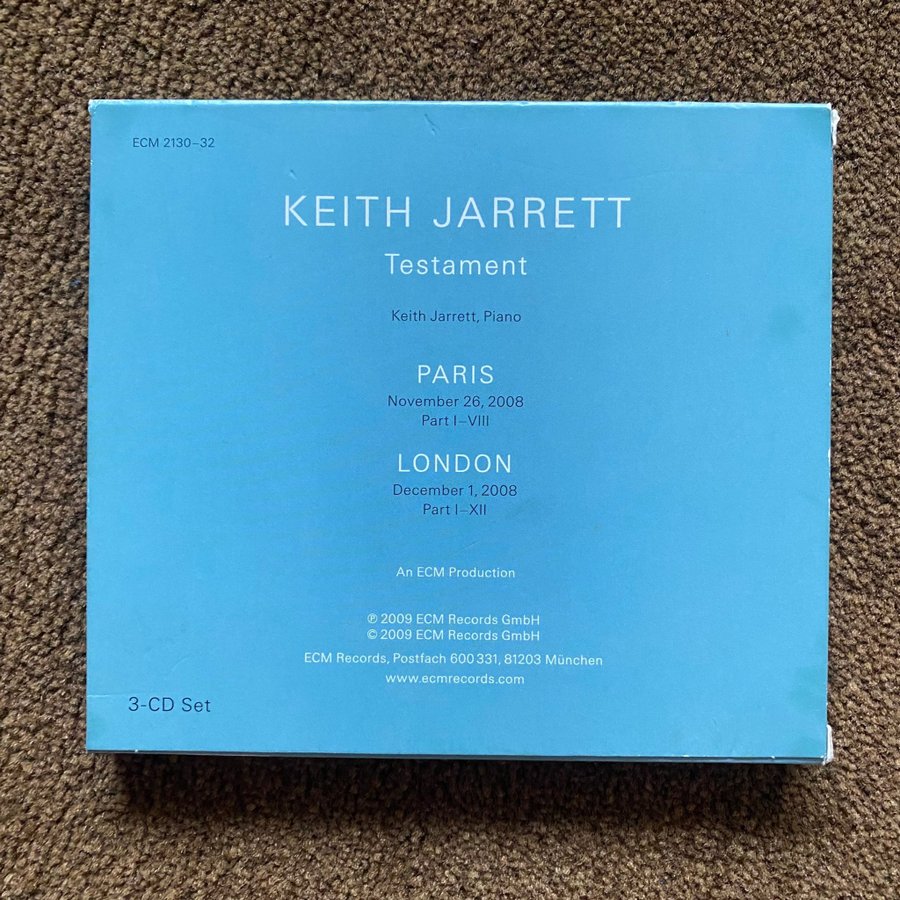 ECM 2130–32
KEITH JARRETT
Testament
Keith Jarrett, Piano
PARIS
November 26, 2008
Part I–VIII
LONDON
December 1, 2008
Part I–XII
An ECM Production
℗ 2009 ECM Records GmbH
© 2009 ECM Records GmbH
ECM Records, Postfach 600 331, 81203 München
www.ecmrecords.com
3-CD Set